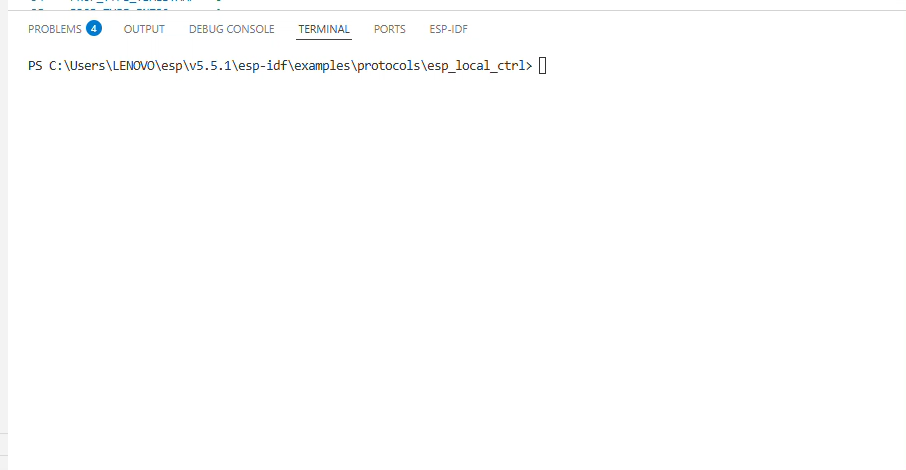 PROBLEMS 4 OUTPUT DEBUG CONSOLE TERMINAL PORTS ESP-IDF
PS C:\Users\LENOVO\esp\v5.5.1\esp-idf\examples\protocols\esp_local_ctrl>